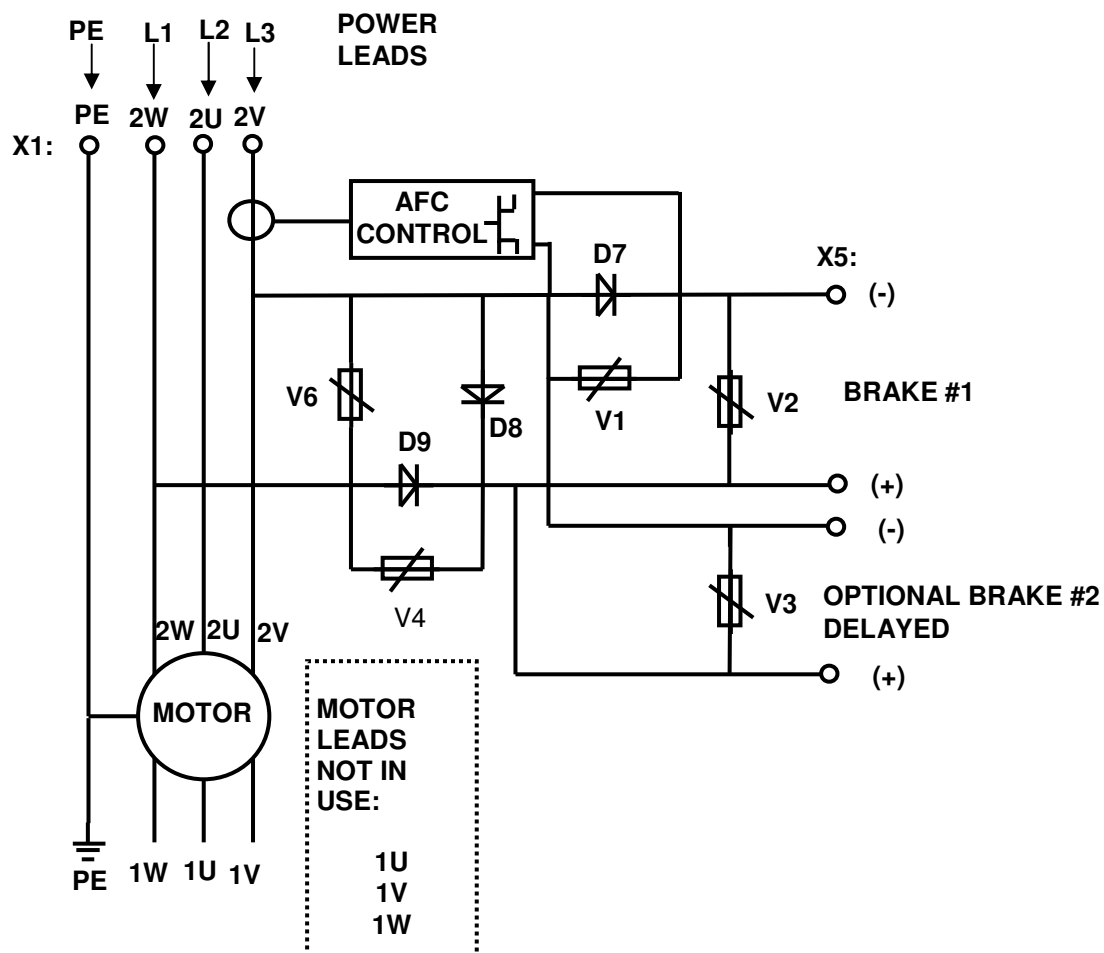 POWER
LEADS
PE L1 L2 L3
PE 2W 2U 2V
X1:
AFC
CONTROL
D7
X5:
(-)
V6
D8
V1
V2
BRAKE #1
D9
(+)
(-)
V4
V3
OPTIONAL BRAKE #2
DELAYED
(+)
2W 2U 2V
MOTOR
MOTOR
LEADS
NOT IN
USE:
1U
1V
1W
PE
1W 1U 1V